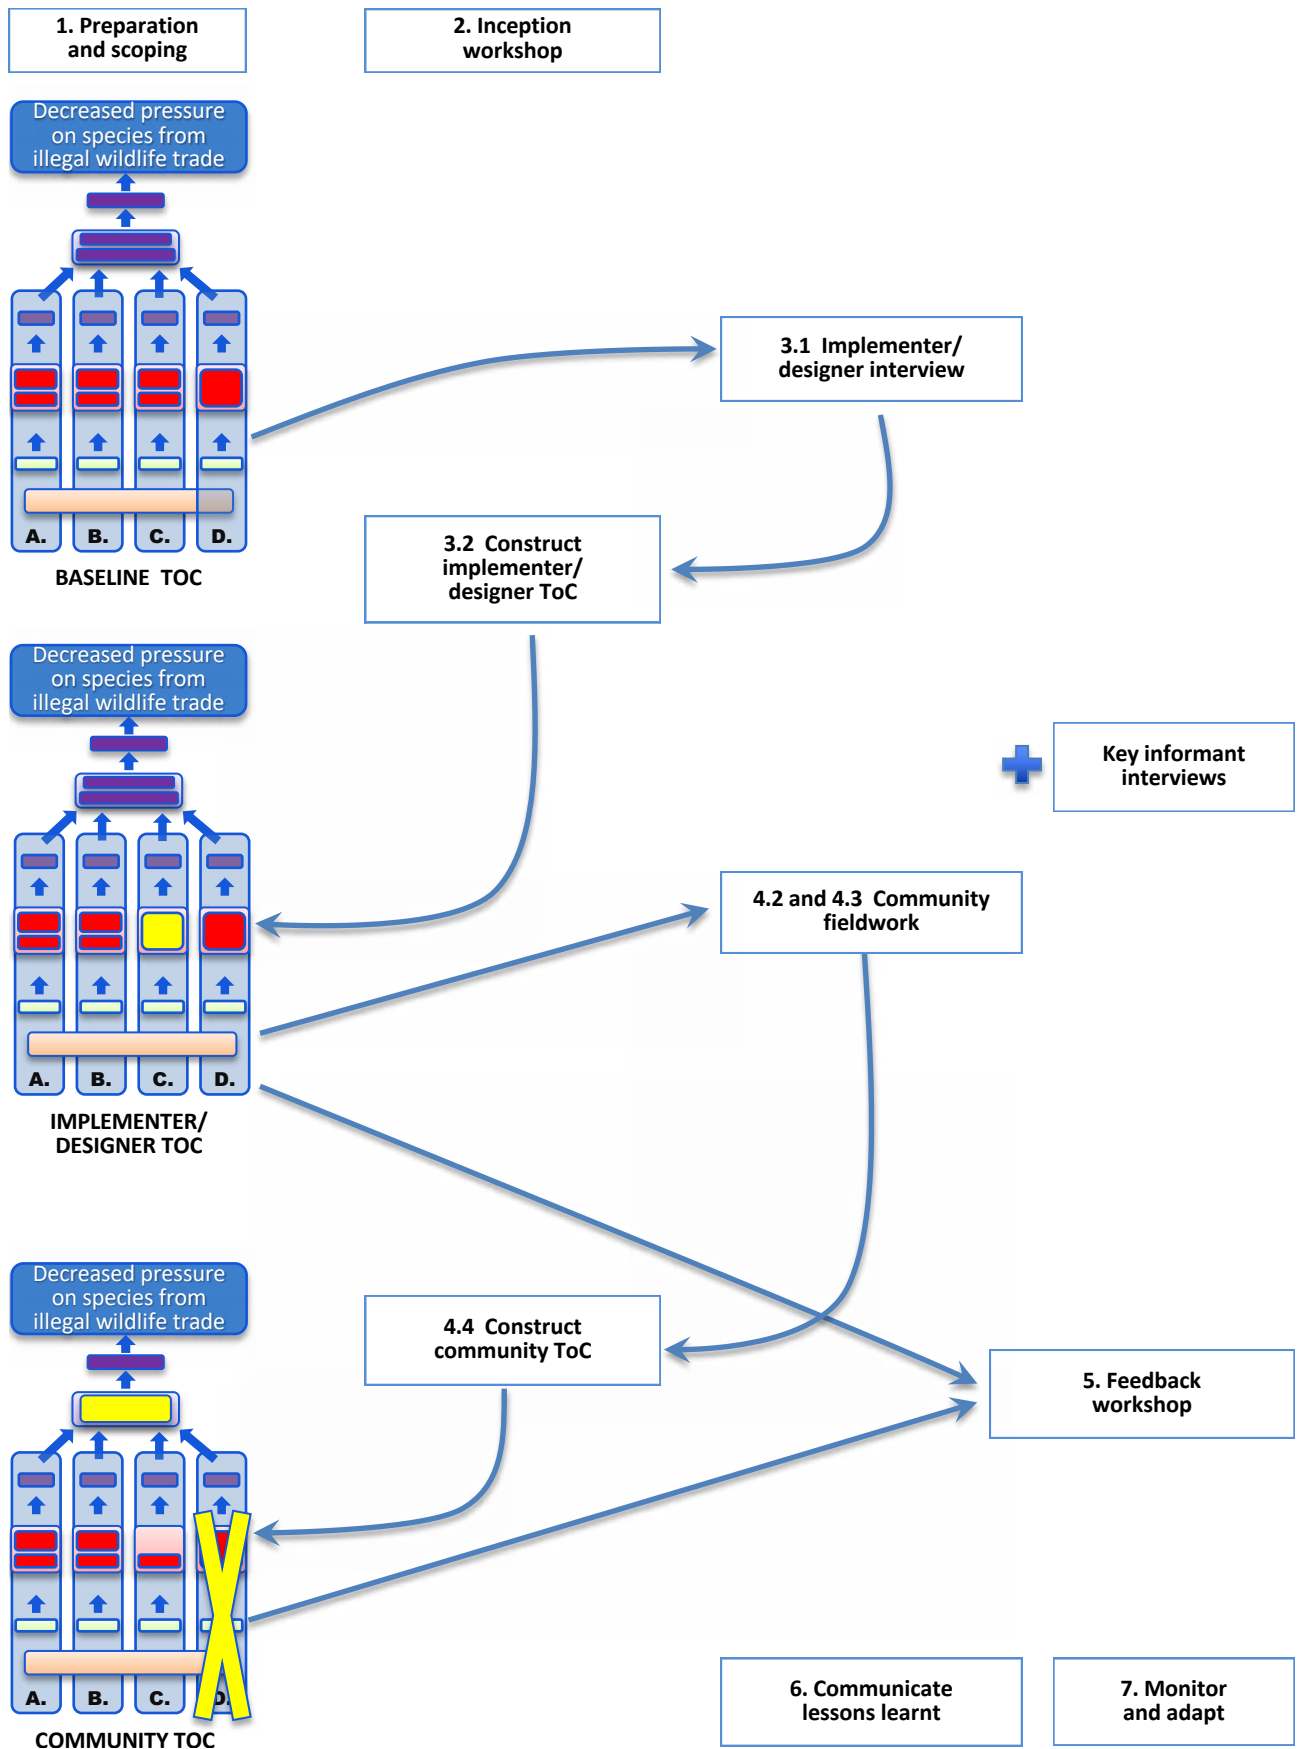 1. Preparation
and scoping
2. Inception
workshop
Decreased pressure
on species from
illegal wildlife trade
A. B. C. D.
BASELINE TOC
3.1 Implementer/
designer interview
3.2 Construct
implementer/
designer ToC
Decreased pressure
on species from
illegal wildlife trade
A. B. C. D.
IMPLEMENTER/
DESIGNER TOC
Key informant
interviews
4.2 and 4.3 Community
fieldwork
Decreased pressure
on species from
illegal wildlife trade
A. B. C. D.
COMMUNITY TOC
4.4 Construct
community ToC
5. Feedback
workshop
6. Communicate
lessons learnt
7. Monitor
and adapt